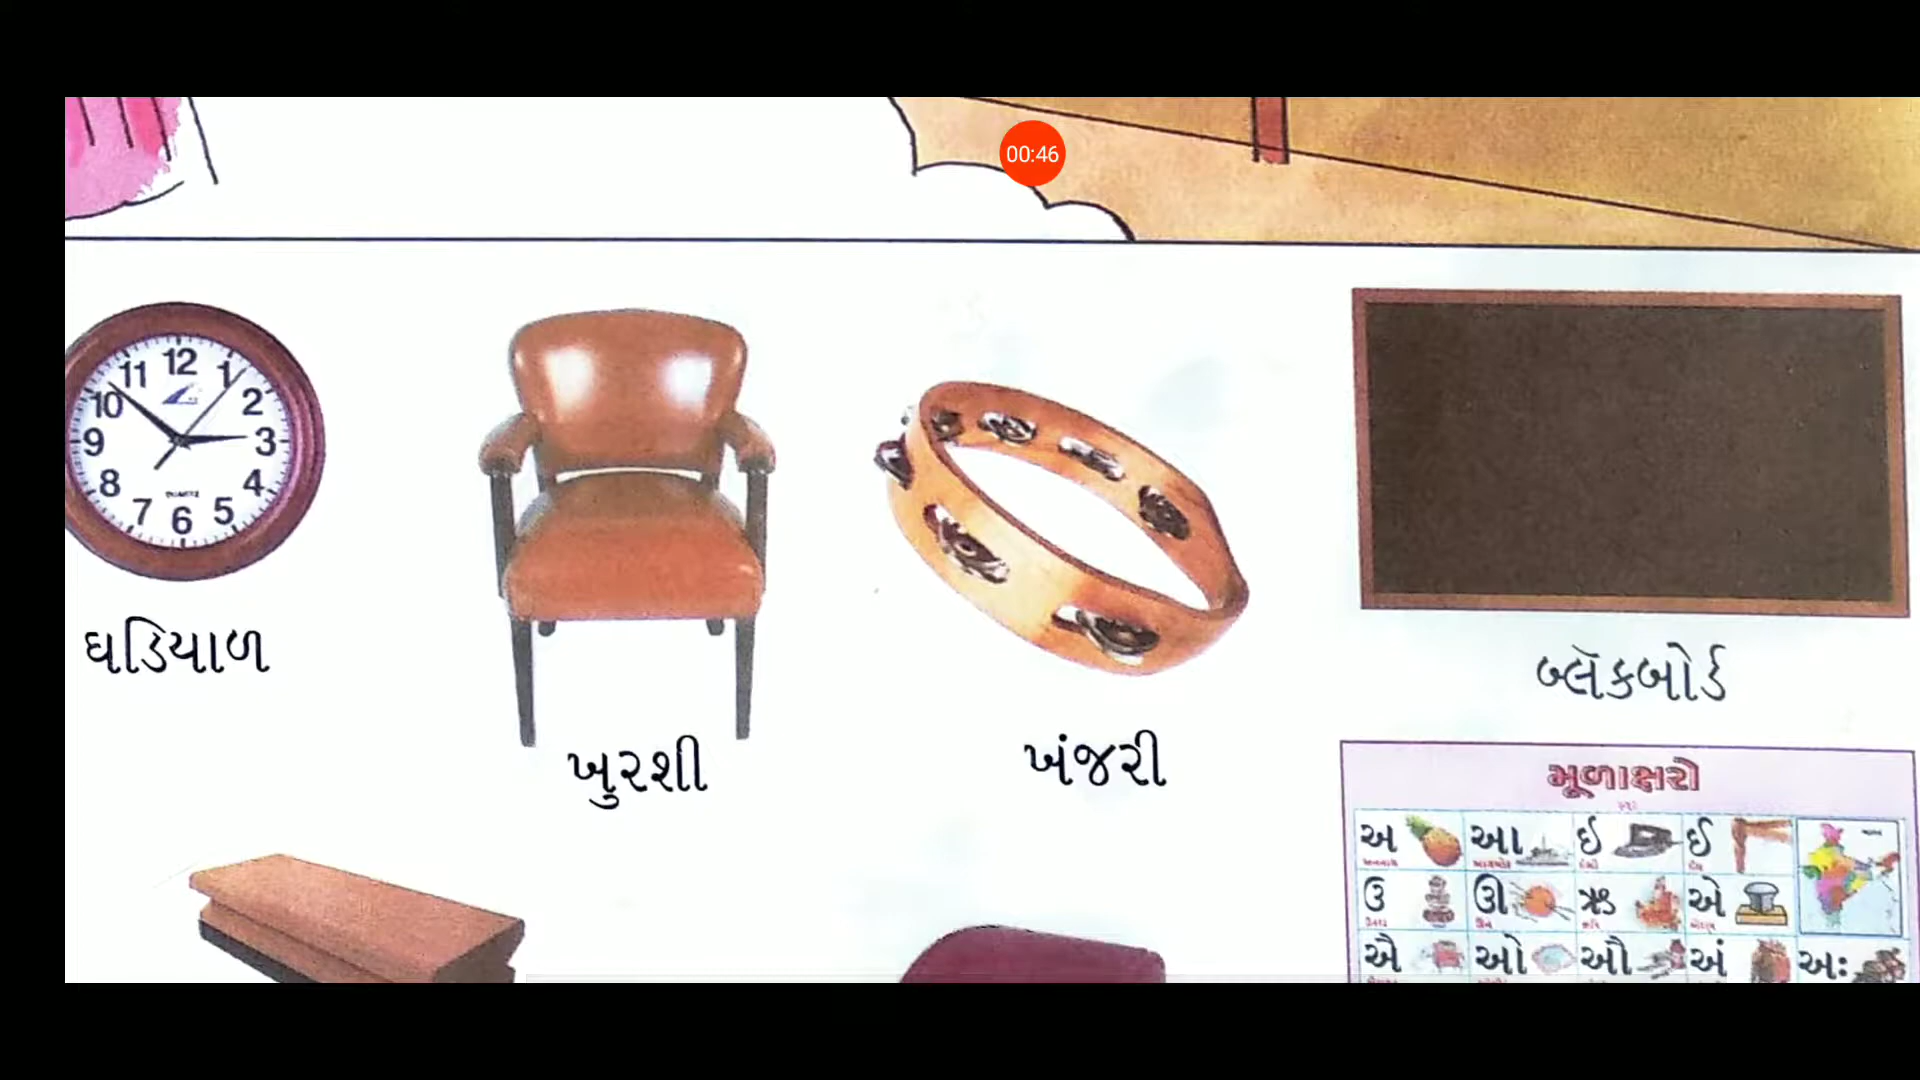 00:46
12
11 1
10 2
9 3
8 4
7 5
6
QUARTZ
ઘડિયાળ
ખુરશી
ખંજરી
બ્લૅકબોર્ડ
મૂળાક્ષરો
અ આ ઇ ઈ
ઉ ઊ ઋ એ
ઐ ઓ ઔ અં અઃ